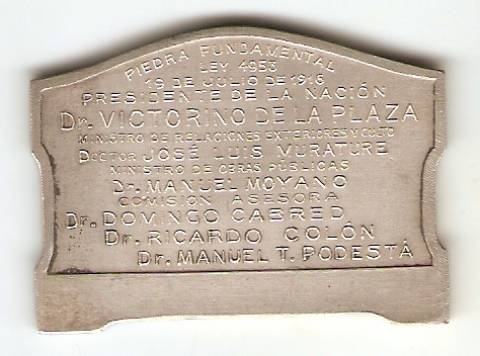 PIEDRA FUNDAMENTAL
LEY 4953
19 DE JULIO DE 1916
PRESIDENTE DE LA NACIÓN
Dr. VICTORINO DE LA PLAZA
MINISTRO DE RELACIONES EXTERIORES Y CULTO
DOCTOR JOSÉ LUIS MURATURE
MINISTRO DE OBRAS PÚBLICAS
Dr. MANUEL MOYANO
COMISION ASESORA
Dr. DOMINGO CABRED
Dr. RICARDO COLÓN
Dr. MANUEL T. PODESTÁ